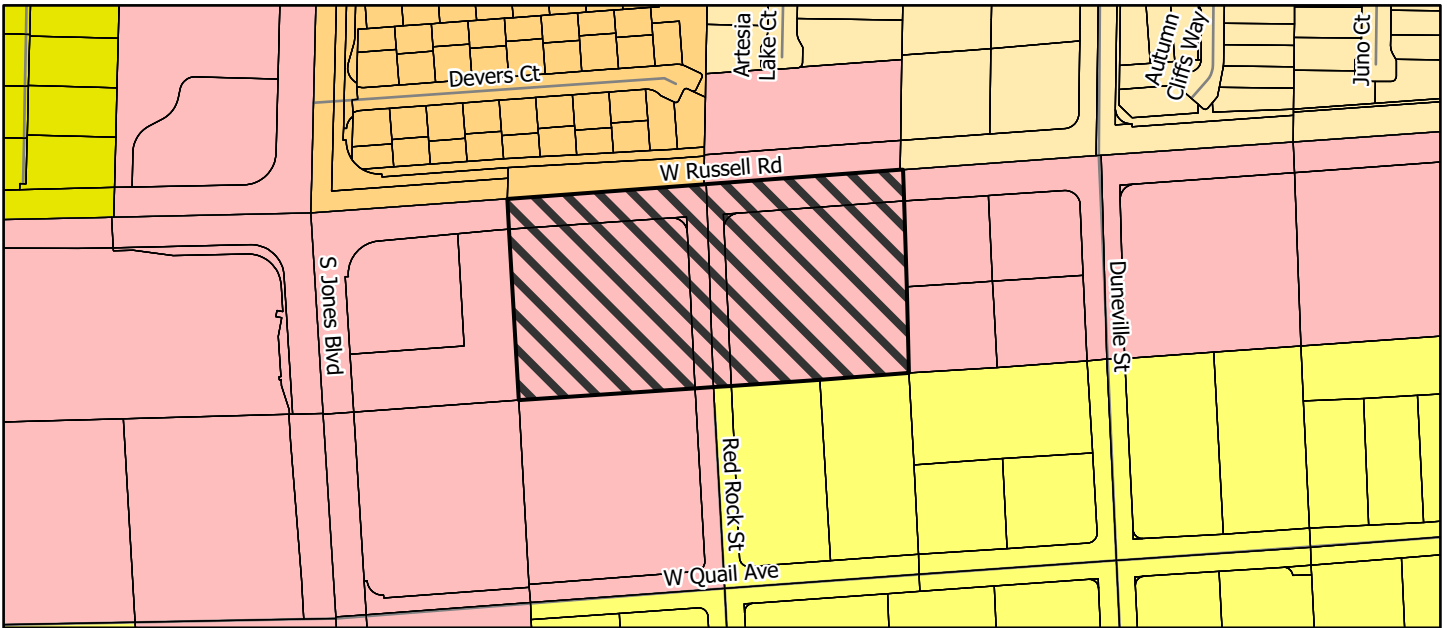 Artesia
Lake Ct
Autumn
Cliffs Way
Juno Ct
Devers Ct
W Russell Rd
S Jones Blvd
Duneville St
Red Rock St
W Quail Ave